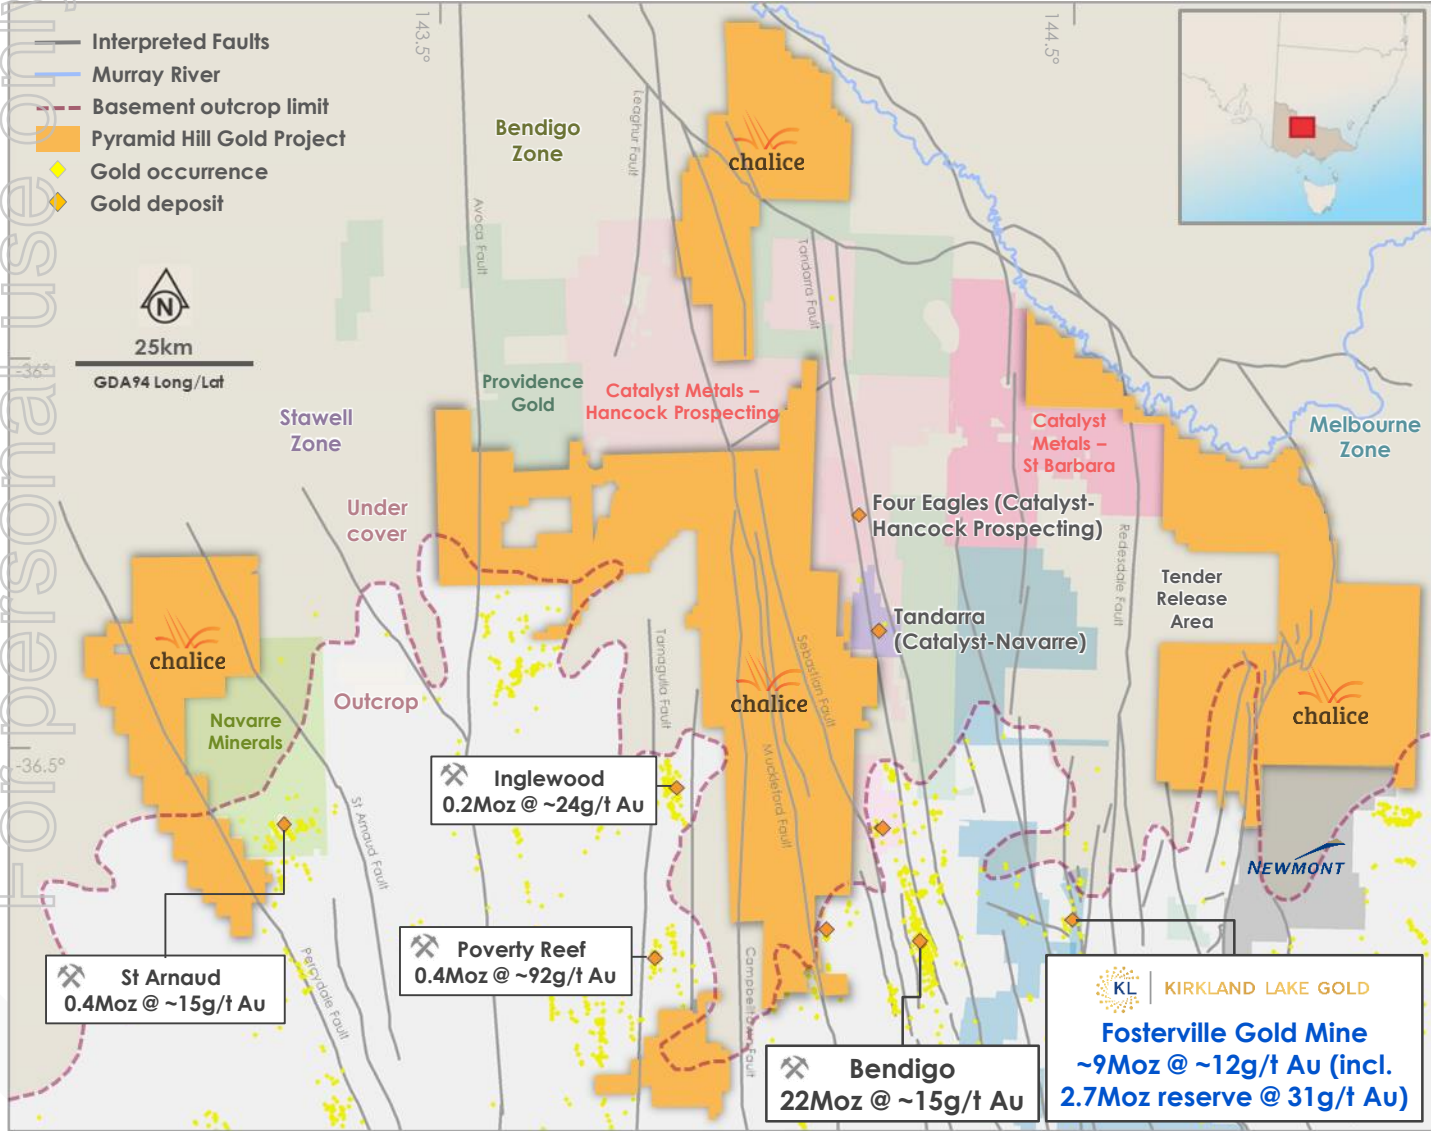 For personal use only
Interpreted Faults
Murray River
Basement outcrop limit
Pyramid Hill Gold Project
Gold occurrence
Gold deposit
N
25km
GDA94 Long/Lat
143.5°
144.5°
-36°
-36.5°
Bendigo
Zone
Leaghur Fault
Avoca Fault
chalice
Tandarra Fault
Providence
Gold
Catalyst Metals –
Hancock Prospecting
Stawell
Zone
Catalyst
Metals –
St Barbara
Melbourne
Zone
Under
cover
Four Eagles (Catalyst-
Hancock Prospecting)
Redesdale Fault
Tender
Release
Area
Tandarra
(Catalyst-Navarre)
chalice
Tarnagulla Fault
Sebastian Fault
chalice
chalice
Outcrop
Navarre
Minerals
Muckleford Fault
Inglewood
0.2Moz @ ~24g/t Au
St Arnaud Fault
NEWMONT
Poverty Reef
0.4Moz @ ~92g/t Au
St Arnaud
0.4Moz @ ~15g/t Au
Percydale Fault
Campbelltown Fault
KL
KIRKLAND LAKE GOLD
Fosterville Gold Mine
~9Moz @ ~12g/t Au (incl.
2.7Moz reserve @ 31g/t Au)
Bendigo
22Moz @ ~15g/t Au